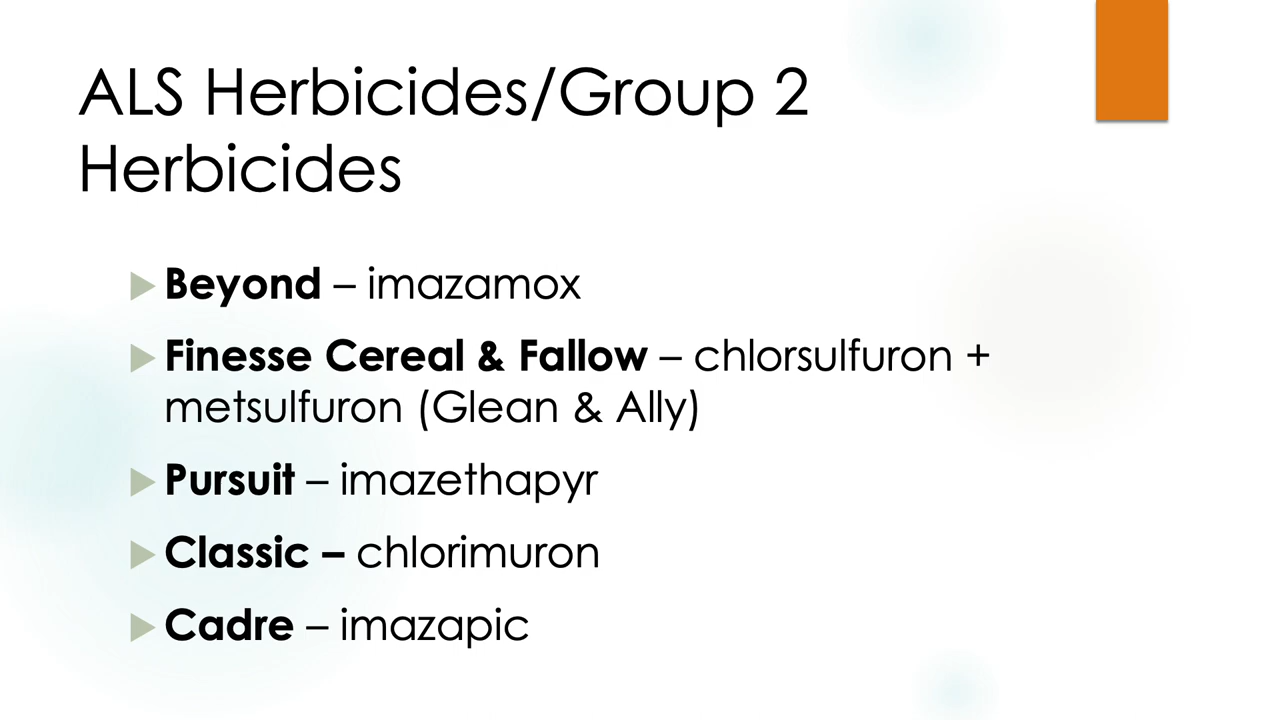 ALS Herbicides/Group 2
Herbicides
Beyond – imazamox
Finesse Cereal & Fallow – chlorsulfuron +
metsulfuron (Glean & Ally)
Pursuit – imazethapyr
Classic – chlorimuron
Cadre – imazapic